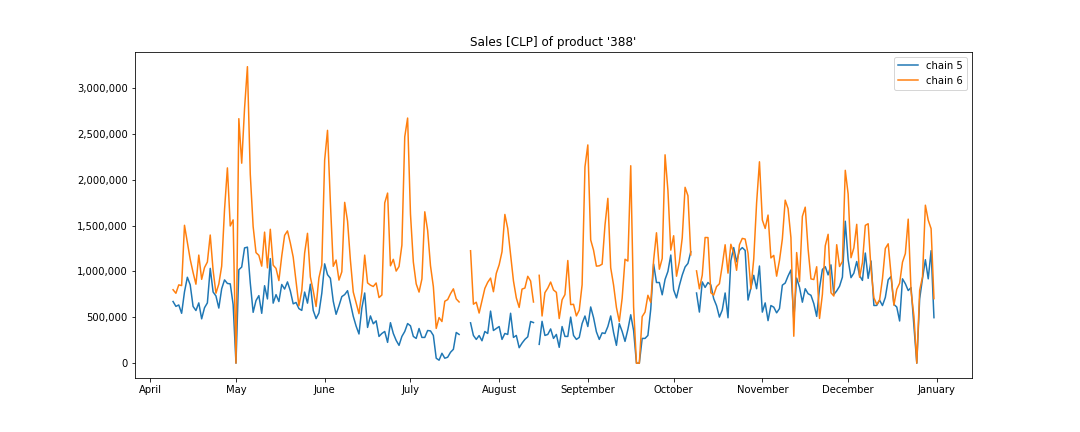 Sales [CLP] of product '388'
chain 5
chain 6
3,000,000
2,500,000
2,000,000
1,500,000
1,000,000
500,000
0
April May June July August September October November December January